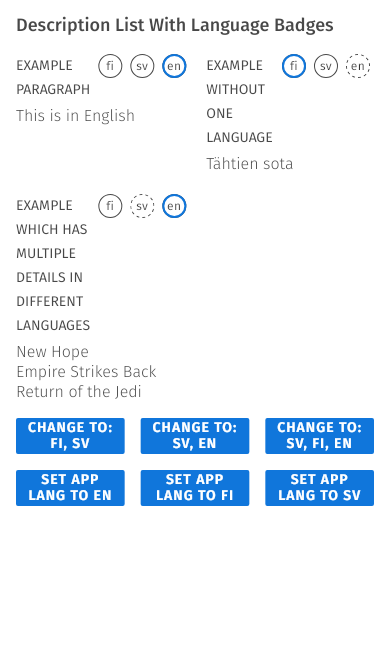 Description List With Language Badges
EXAMPLE PARAGRAPH
fi sv en
This is in English
EXAMPLE WITHOUT ONE LANGUAGE
fi sv en
Tähtien sota
EXAMPLE WHICH HAS MULTIPLE DETAILS IN DIFFERENT LANGUAGES
fi sv en
New Hope
Empire Strikes Back
Return of the Jedi
CHANGE TO: FI, SV
CHANGE TO: SV, EN
CHANGE TO: SV, FI, EN
SET APP LANG TO EN
SET APP LANG TO FI
SET APP LANG TO SV